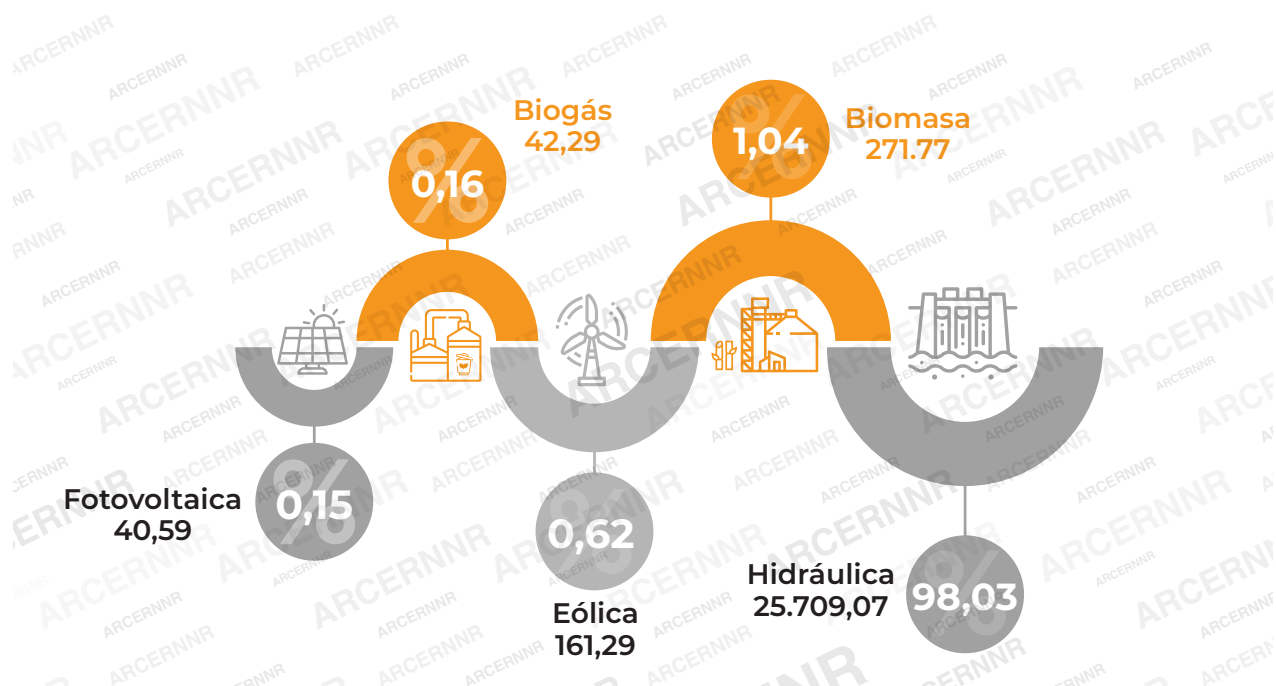 Biogás
42,29
%
0,16
Biomasa
271.77
%
1,04
Fotovoltaica
40,59
%
0,15
Eólica
161,29
%
0,62
Hidráulica
25.709,07
%
98,03
ARCERNNR